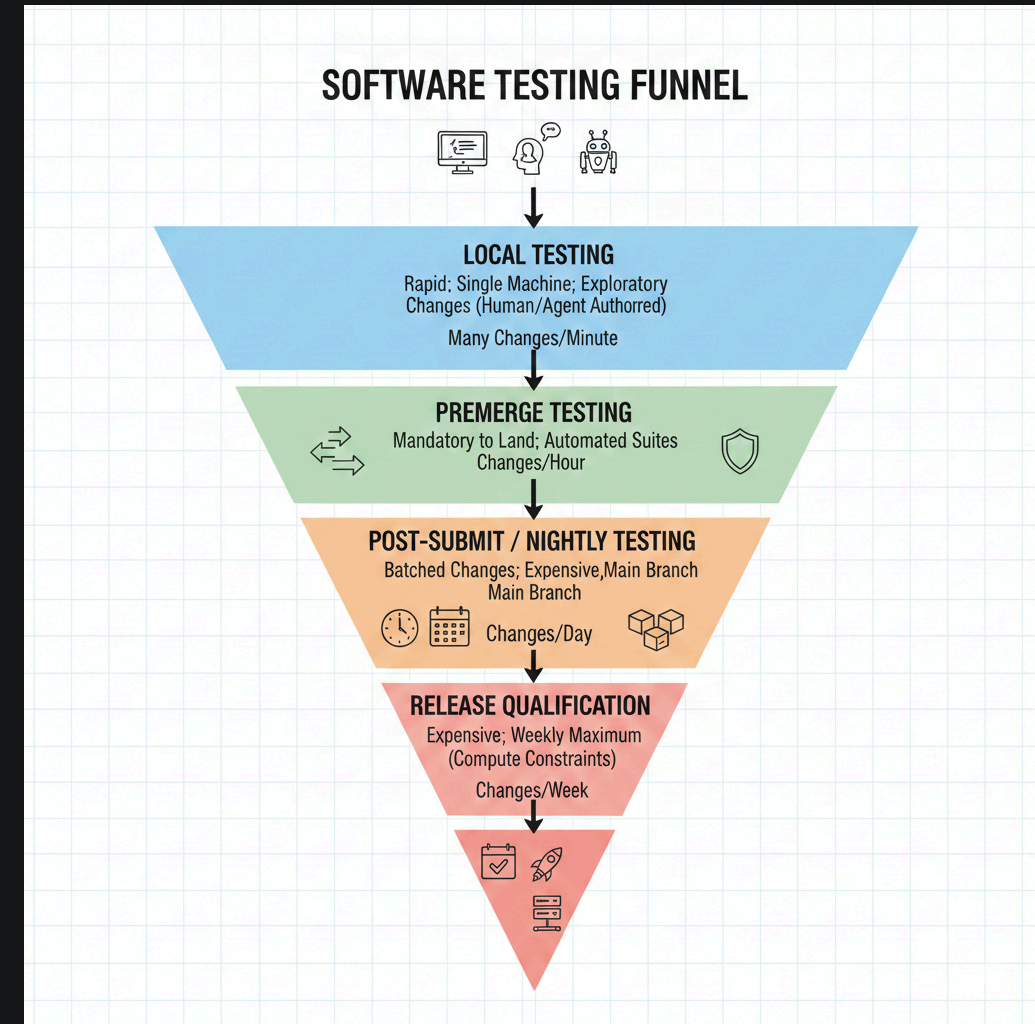 SOFTWARE TESTING FUNNEL
LOCAL TESTING
Rapid; Single Machine; Exploratory
Changes (Human/Agent Authorred)
Many Changes/Minute
PREMERGE TESTING
Mandatory to Land; Automated Suites
Changes/Hour
POST-SUBMIT / NIGHTLY TESTING
Batched Changes; Expensive,Main Branch
Main Branch
Changes/Day
RELEASE QUALIFICATION
Expensive; Weekly Maximum
(Compute Constraints)
Changes/Week